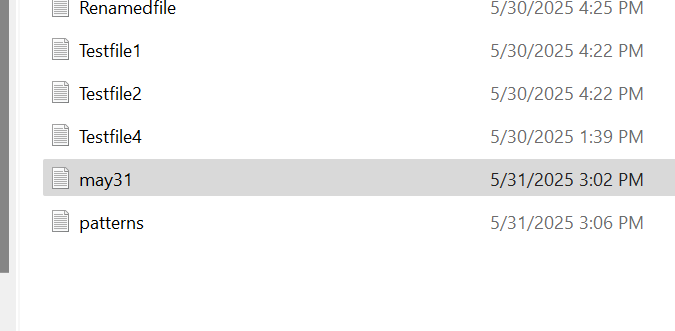 Renamedfile 5/30/2025 4:25 PM
Testfile1 5/30/2025 4:22 PM
Testfile2 5/30/2025 4:22 PM
Testfile4 5/30/2025 1:39 PM
may31 5/31/2025 3:02 PM
patterns 5/31/2025 3:06 PM